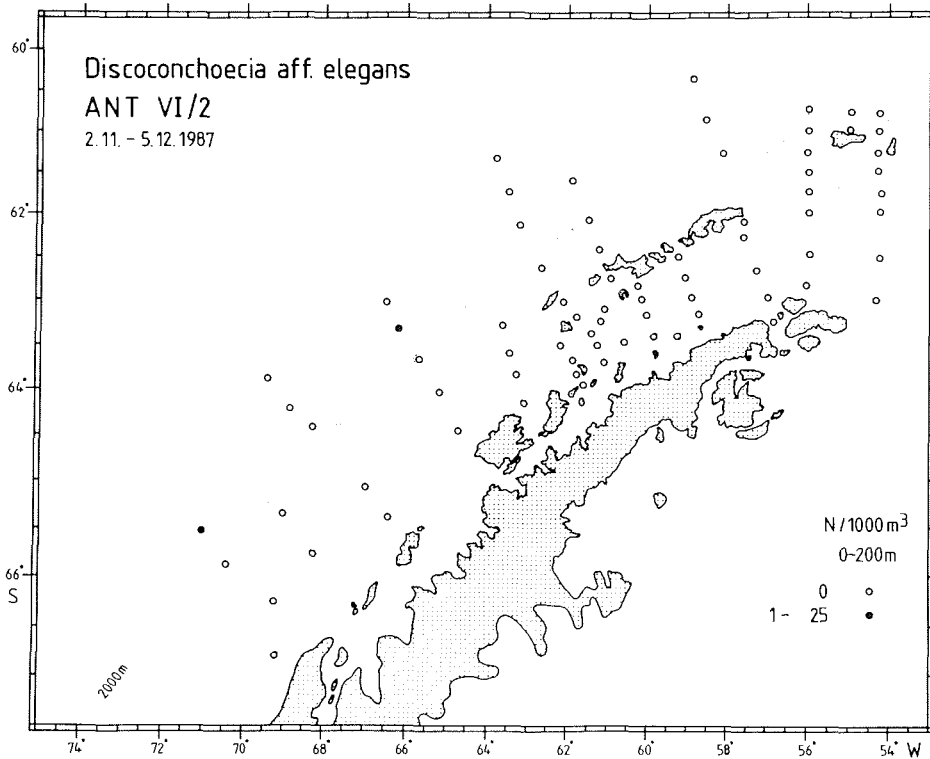 Discoconchoecia aff. elegans
ANT VI/2
2.11. - 5.12.1987
60°
62°
64°
66°
S
N/1000m³
0-200m
0
1 - 25
2000m
74° 72° 70° 68° 66° 64° 62° 60° 58° 56° 54° W